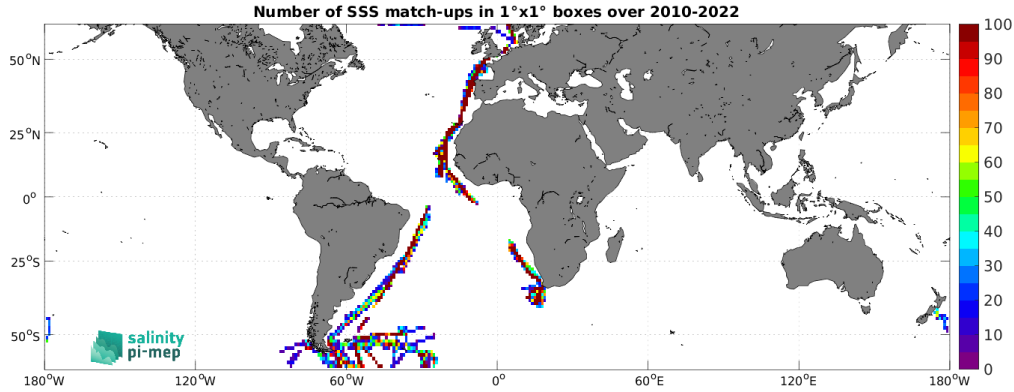 Number of SSS match-ups in 1°x1° boxes over 2010-2022
50°N
25°N
0°
25°S
50°S
180°W
120°W
60°W
0°
60°E
120°E
180°W
100
90
80
70
60
50
40
30
20
10
0
salinity
pi-mep